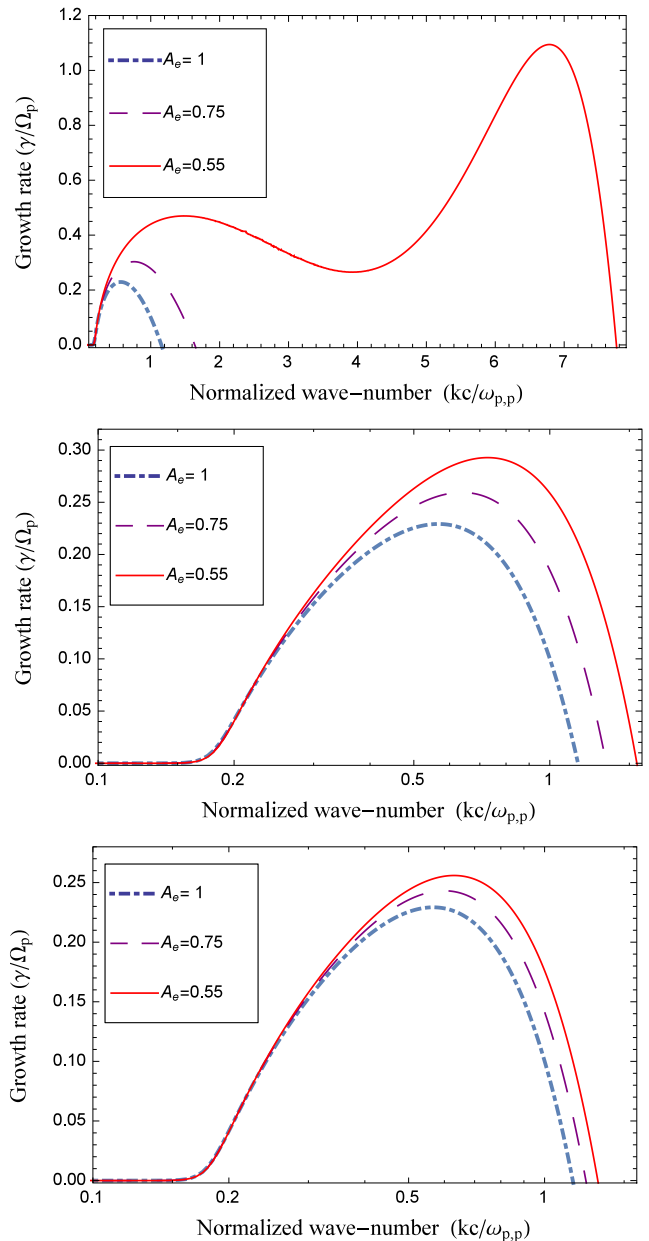 1.2
1.0
0.8
0.6
0.4
0.2
0.0
Growth rate (γ/Ωp)
Ae= 1
Ae=0.75
Ae=0.55
1 2 3 4 5 6 7
Normalized wave−number (kc/ωp,p)
0.30
0.25
0.20
0.15
0.10
0.05
0.00
Growth rate (γ/Ωp)
Ae= 1
Ae=0.75
Ae=0.55
0.1 0.2 0.5 1
Normalized wave−number (kc/ωp,p)
0.25
0.20
0.15
0.10
0.05
0.00
Growth rate (γ/Ωp)
Ae= 1
Ae=0.75
Ae=0.55
0.1 0.2 0.5 1
Normalized wave−number (kc/ωp,p)